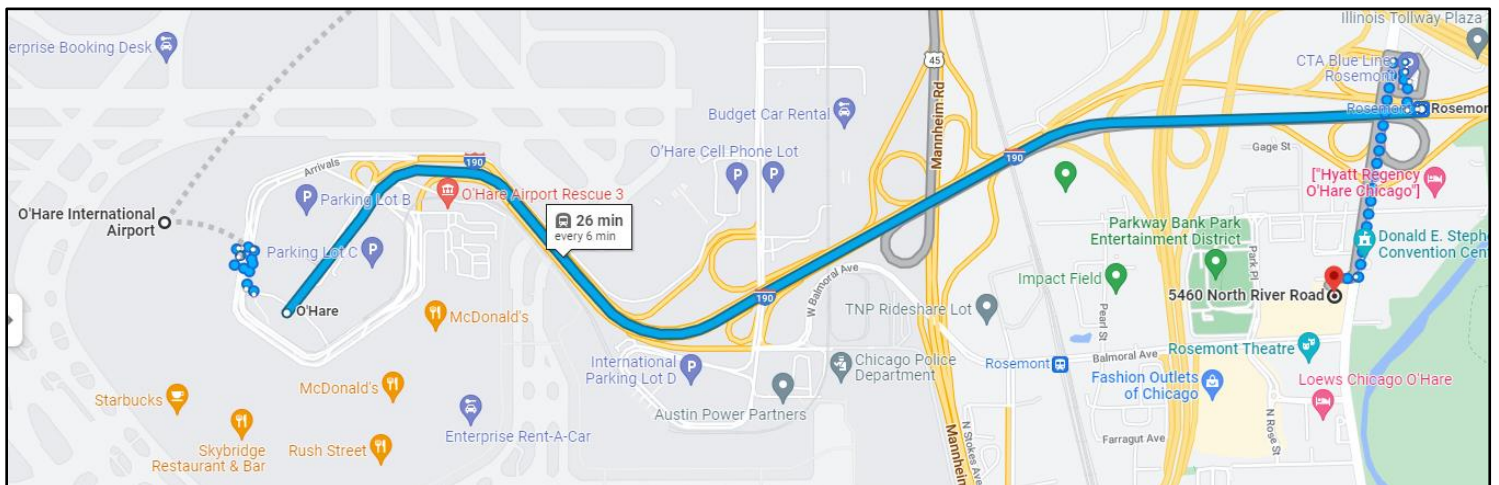 Illinois Tollway Plaza
erprise Booking Desk
45
CTA Blue Line
Rosemont
Mannheim Rd
Budget Car Rental
Rosemont
Rosemon
O'Hare Cell Phone Lot
Gage St
Arrivals
190
190
["Hyatt Regency
O'Hare Chicago"]
O'Hare Airport Rescue 3
Parking Lot B
O'Hare International
Airport
26 min
every 6 min
Parkway Bank Park
Entertainment District
Park Pl
Donald E. Steph
Convention Cen
Parking Lot C
W Balmoral Ave
Impact Field
190
5460 North River Road
O'Hare
TNP Rideshare Lot
McDonald's
Pearl St
Rosemont Theatre
Balmoral Ave
International
Parking Lot D
Chicago Police
Department
Rosemont
Fashion Outlets
of Chicago
Loews Chicago O'Hare
McDonald's
Starbucks
Austin Power Partners
N Rose St
Skybridge
Restaurant & Bar
Rush Street
Enterprise Rent-A-Car
N Stokes Ave
Mannheim
Farragut Ave